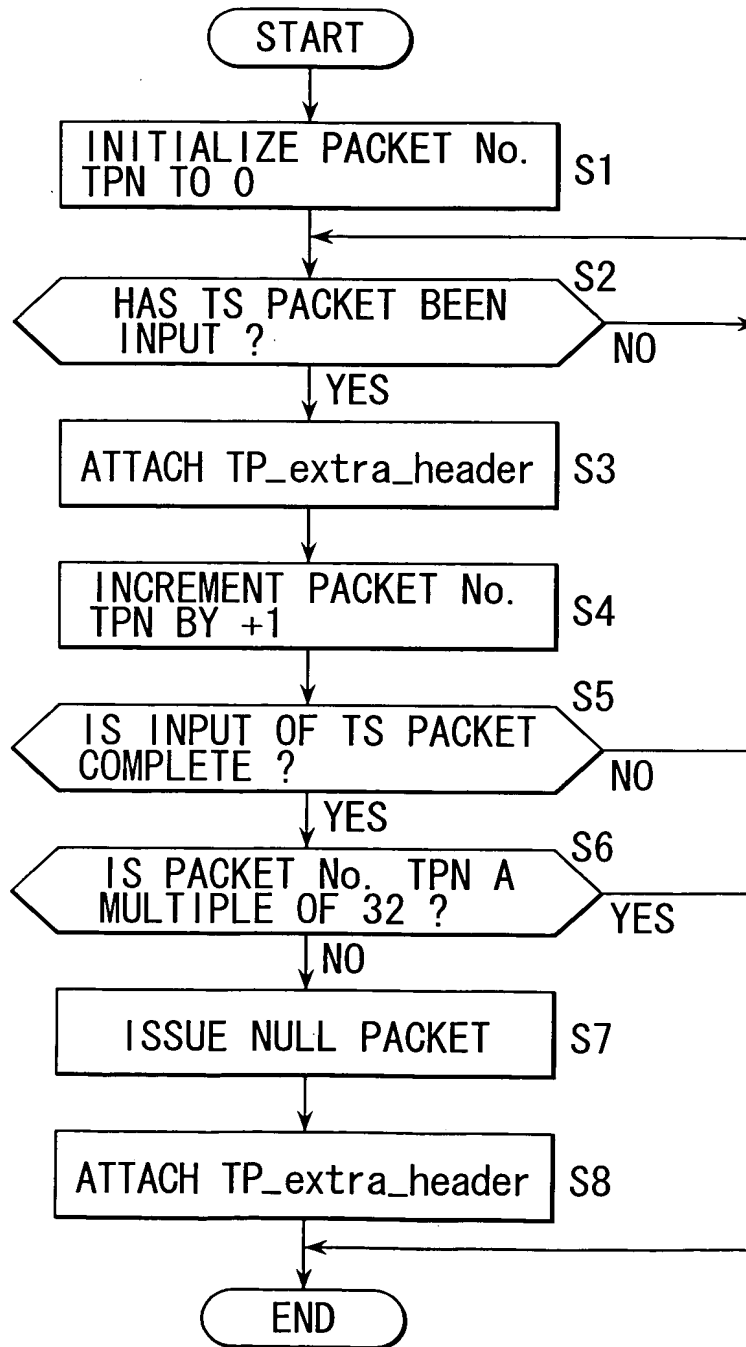 START
INITIALIZE PACKET No.
TPN TO 0
S1
S2
HAS TS PACKET BEEN
INPUT ?
NO
YES
ATTACH TP_extra_header
S3
INCREMENT PACKET No.
TPN BY +1
S4
S5
IS INPUT OF TS PACKET
COMPLETE ?
NO
YES
S6
IS PACKET No. TPN A
MULTIPLE OF 32 ?
YES
NO
ISSUE NULL PACKET
S7
ATTACH TP_extra_header
S8
END